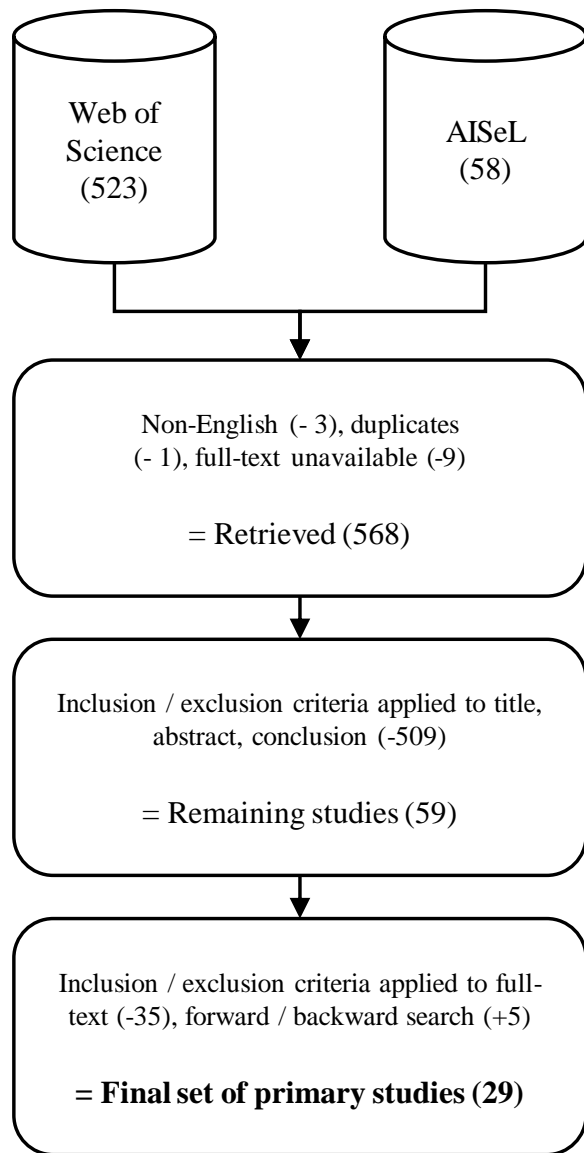 Web of
Science
(523)
AISeL
(58)
Non-English (- 3), duplicates
(- 1), full-text unavailable (-9)
= Retrieved (568)
Inclusion / exclusion criteria applied to title,
abstract, conclusion (-509)
= Remaining studies (59)
Inclusion / exclusion criteria applied to full-
text (-35), forward / backward search (+5)
= Final set of primary studies (29)